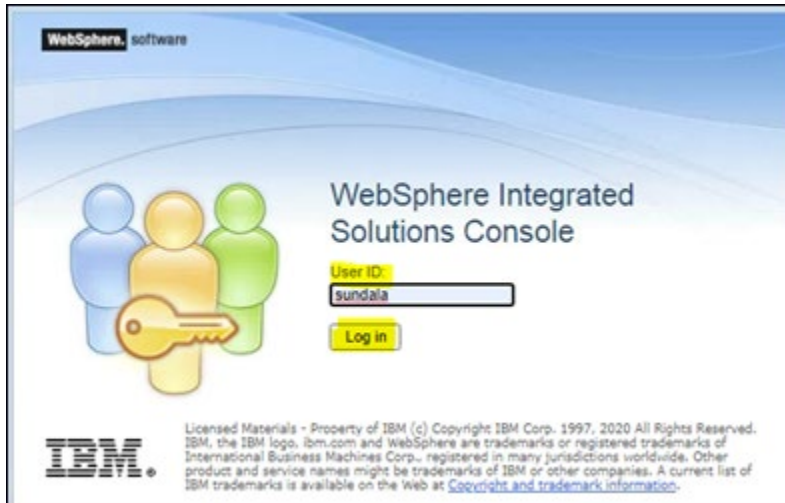 WebSphere. software
WebSphere Integrated
Solutions Console
User ID:
sundala
Log in
IBM.
Licensed Materials - Property of IBM (c) Copyright IBM Corp. 1997, 2020 All Rights Reserved.
IBM, the IBM logo, ibm.com and WebSphere are trademarks or registered trademarks of
International Business Machines Corp., registered in many jurisdictions worldwide. Other
product and service names might be trademarks of IBM or other companies. A current list of
IBM trademarks is available on the Web at Copyright and trademark information.